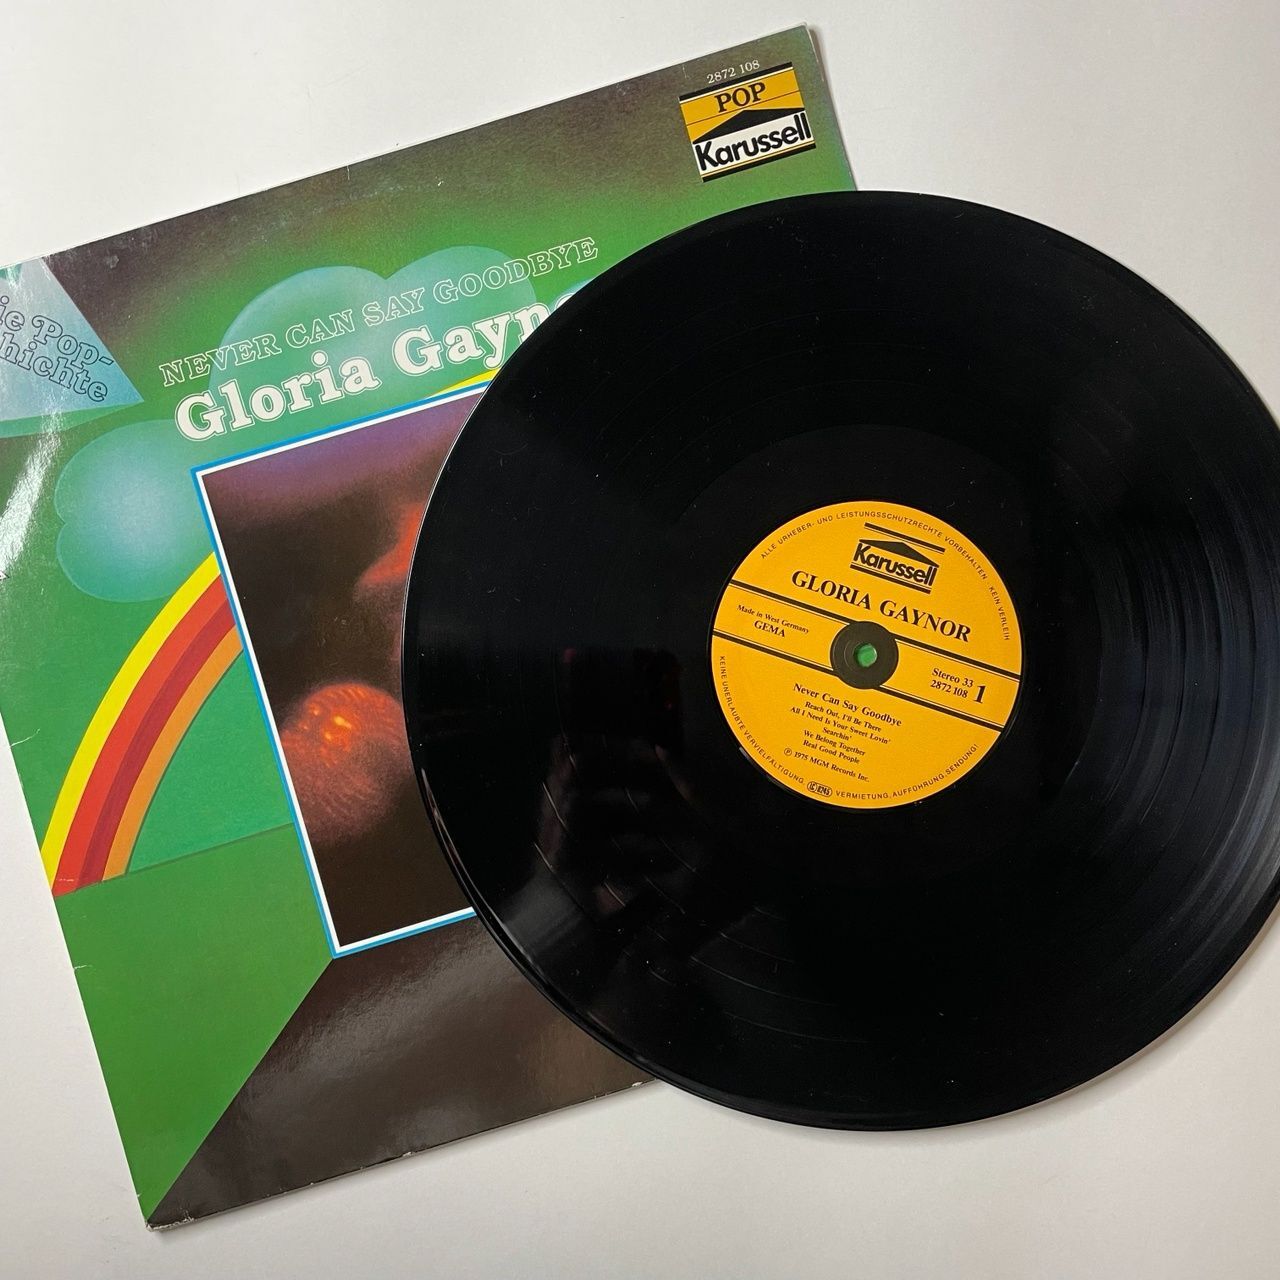 2872 108
POP
Karussell
ie Pop-
hichte
NEVER CAN SAY GOODBYE
Gloria Gayn
ALLE URHEBER- UND LEISTUNGSSCHUTZRECHTE VORBEHALTEN · KEIN VERLEIH
Karussell
GLORIA GAYNOR
Made in West Germany
GEMA
Stereo 33
2872 108 1
Never Can Say Goodbye
Reach Out, I'll Be There
All I Need Is Your Sweet Lovin'
Searchin'
We Belong Together
Real Good People
Ⓟ 1975 MGM Records Inc.
KEINE UNERLAUBTE VERVIELFÄLTIGUNG, VERMIETUNG, AUFFÜHRUNG, SENDUNG!